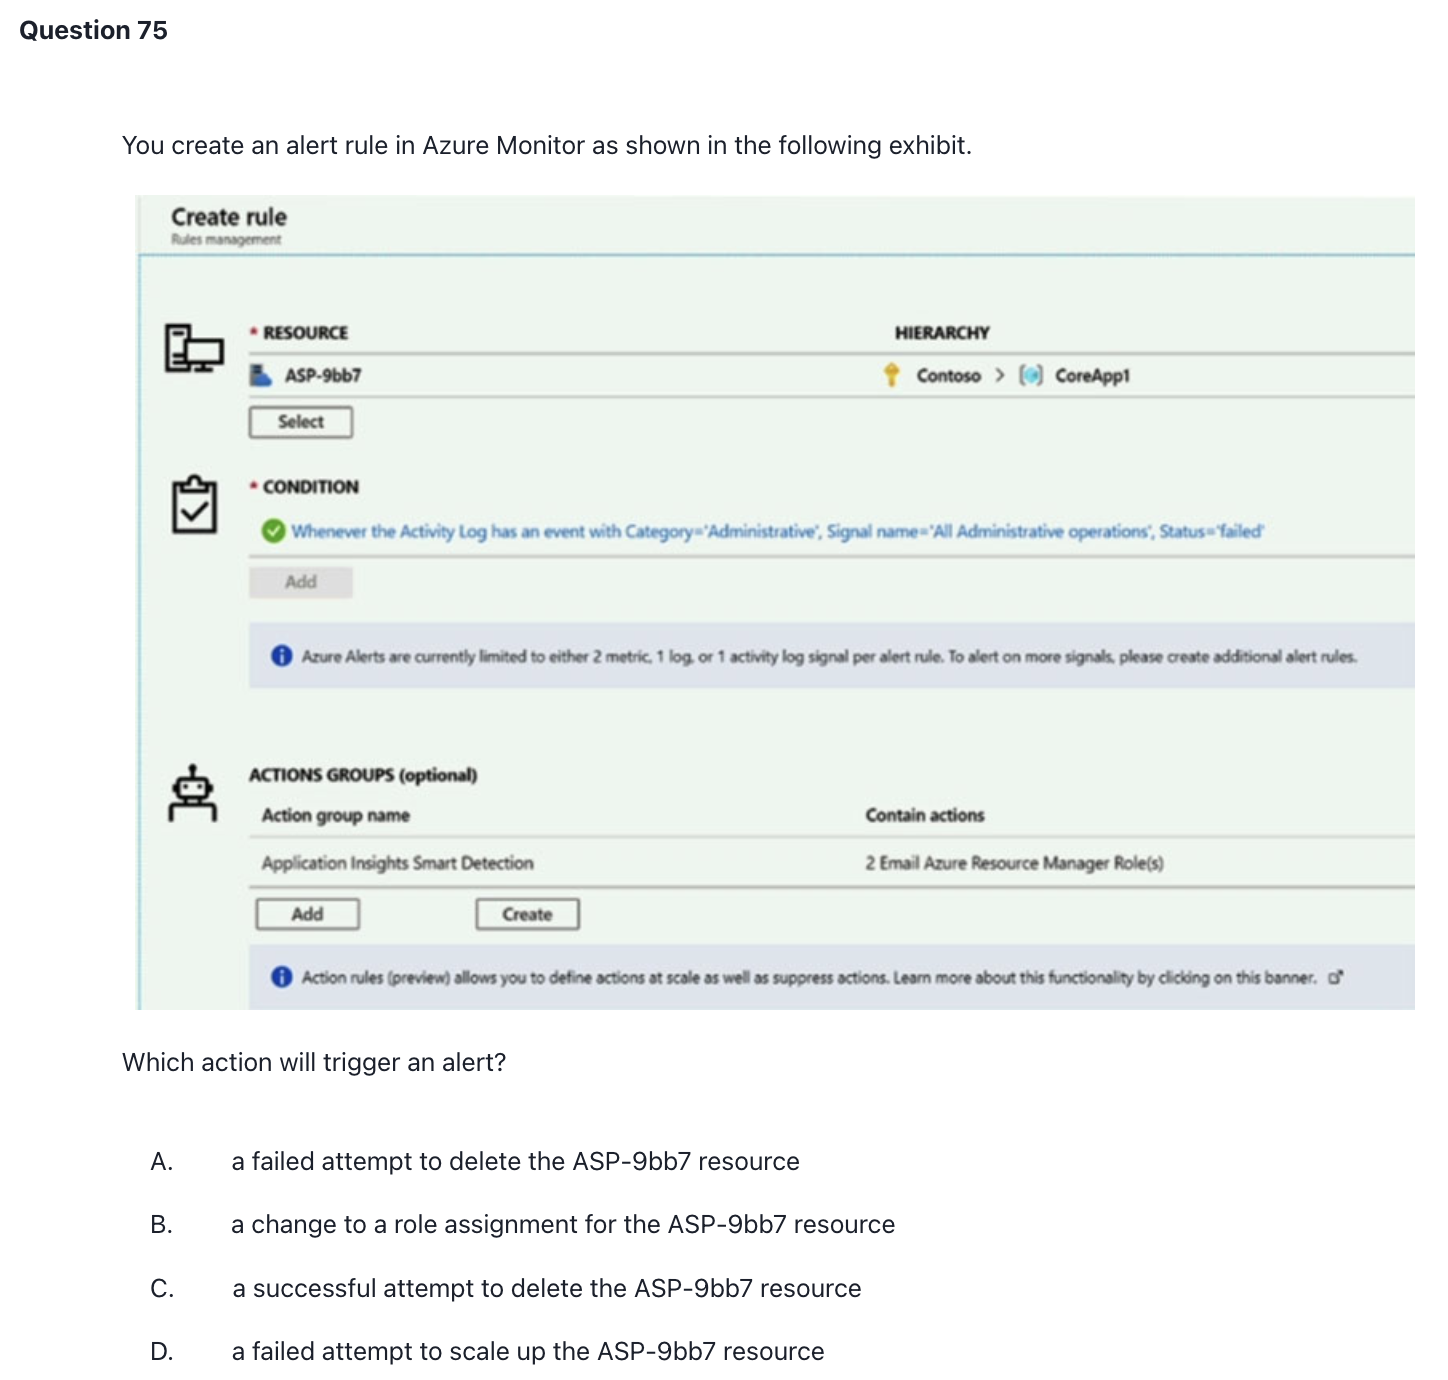 Question 75
You create an alert rule in Azure Monitor as shown in the following exhibit.
Create rule
Rules management
* RESOURCE HIERARCHY
ASP-9bb7 Contoso > CoreApp1
Select
* CONDITION
Whenever the Activity Log has an event with Category='Administrative', Signal name='All Administrative operations', Status='failed'
Add
Azure Alerts are currently limited to either 2 metric, 1 log, or 1 activity log signal per alert rule. To alert on more signals, please create additional alert rules.
ACTIONS GROUPS (optional)
Action group name Contain actions
Application Insights Smart Detection 2 Email Azure Resource Manager Role(s)
Add Create
Action rules (preview) allows you to define actions at scale as well as suppress actions. Learn more about this functionality by clicking on this banner.
Which action will trigger an alert?
A. a failed attempt to delete the ASP-9bb7 resource
B. a change to a role assignment for the ASP-9bb7 resource
C. a successful attempt to delete the ASP-9bb7 resource
D. a failed attempt to scale up the ASP-9bb7 resource